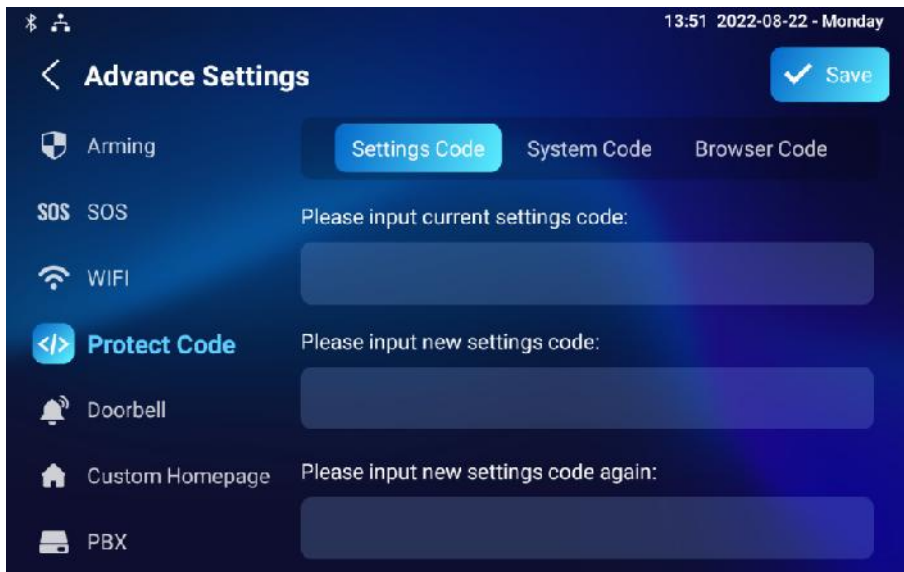 13:51 2022-08-22 - Monday
Advance Settings
Save
Arming
Settings Code
System Code
Browser Code
SOS SOS
Please input current settings code:
WIFI
Protect Code
Please input new settings code:
Doorbell
Custom Homepage
Please input new settings code again:
PBX